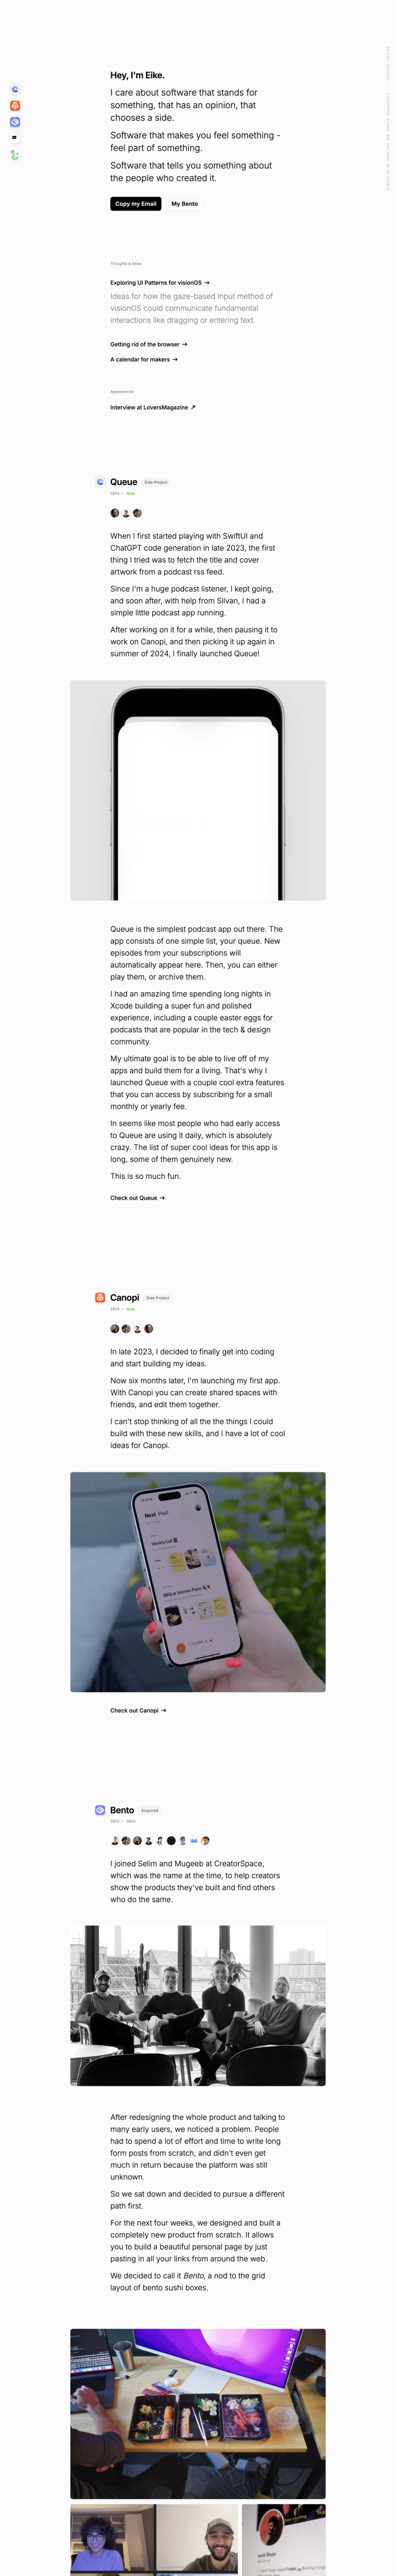 Hey, I'm Eike.
I care about software that stands for
something, that has an opinion, that
chooses a side.
Software that makes you feel something -
feel part of something.
Software that tells you something about
the people who created it.
Copy my Email
My Bento
Thoughts & Ideas
Exploring UI Patterns for visionOS →
Ideas for how the gaze-based input method of
visionOS could communicate fundamental
interactions like dragging or entering text.
Getting rid of the browser →
A calendar for makers →
Appearances
Interview at LoversMagazine ↗
Queue Side Project
2024 — Now
When I first started playing with SwiftUI and
ChatGPT code generation in late 2023, the first
thing I tried was to fetch the title and cover
artwork from a podcast rss feed.
Since I'm a huge podcast listener, I kept going,
and soon after, with help from Silvan, I had a
simple little podcast app running.
After working on it for a while, then pausing it to
work on Canopi, and then picking it up again in
summer of 2024, I finally launched Queue!
Queue is the simplest podcast app out there. The
app consists of one simple list, your queue. New
episodes from your subscriptions will
automatically appear here. Then, you can either
play them, or archive them.
I had an amazing time spending long nights in
Xcode building a super fun and polished
experience, including a couple easter eggs for
podcasts that are popular in the tech & design
community.
My ultimate goal is to be able to live off of my
apps and build them for a living. That's why I
launched Queue with a couple cool extra features
that you can access by subscribing for a small
monthly or yearly fee.
In seems like most people who had early access
to Queue are using it daily, which is absolutely
crazy. The list of super cool ideas for this app is
long, some of them genuinely new.
This is so much fun.
Check out Queue →
Canopi Side Project
2024 — Now
In late 2023, I decided to finally get into coding
and start building my ideas.
Now six months later, I'm launching my first app.
With Canopi you can create shared spaces with
friends, and edit them together.
I can't stop thinking of all the the things I could
build with these new skills, and I have a lot of cool
ideas for Canopi.
Next Past
Weekly Call
Check out Canopi →
Bento Acquired
I joined Selim and Mugeeb at CreatorSpace,
which was the name at the time, to help creators
show the products they've built and find others
who do the same.
After redesigning the whole product and talking to
many early users, we noticed a problem. People
had to spend a lot of effort and time to write long
form posts from scratch, and didn't even get
much in return because the platform was still
unknown.
So we sat down and decided to pursue a different
path first.
For the next four weeks, we designed and built a
completely new product from scratch. It allows
you to build a beautiful personal page by just
pasting in all your links from around the web.
We decided to call it Bento, a nod to the grid
layout of bento sushi boxes.